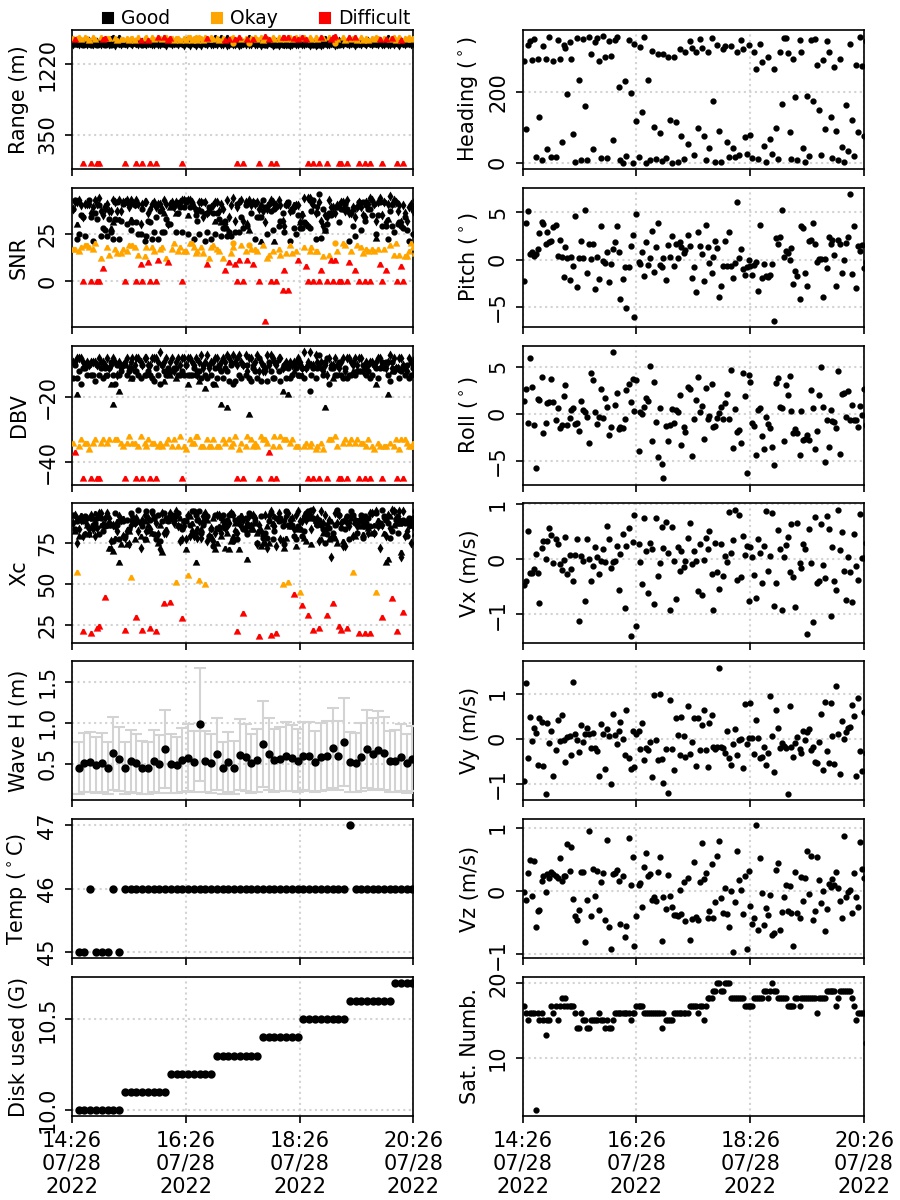 Good Okay Difficult
Range (m)
1220
350
Heading (°)
200
0
SNR
25
0
Pitch (°)
5
0
−5
DBV
−20
−40
Roll (°)
5
0
−5
Xc
75
50
25
Vx (m/s)
1
0
−1
Wave H (m)
1.5
1.0
0.5
Vy (m/s)
1
0
−1
Temp (°C)
47
46
45
Vz (m/s)
1
0
−1
Disk used (G)
10.5
10.0
Sat. Numb.
20
10
14:26 16:26 18:26 20:26
07/28 07/28 07/28 07/28
2022 2022 2022 2022
14:26 16:26 18:26 20:26
07/28 07/28 07/28 07/28
2022 2022 2022 2022